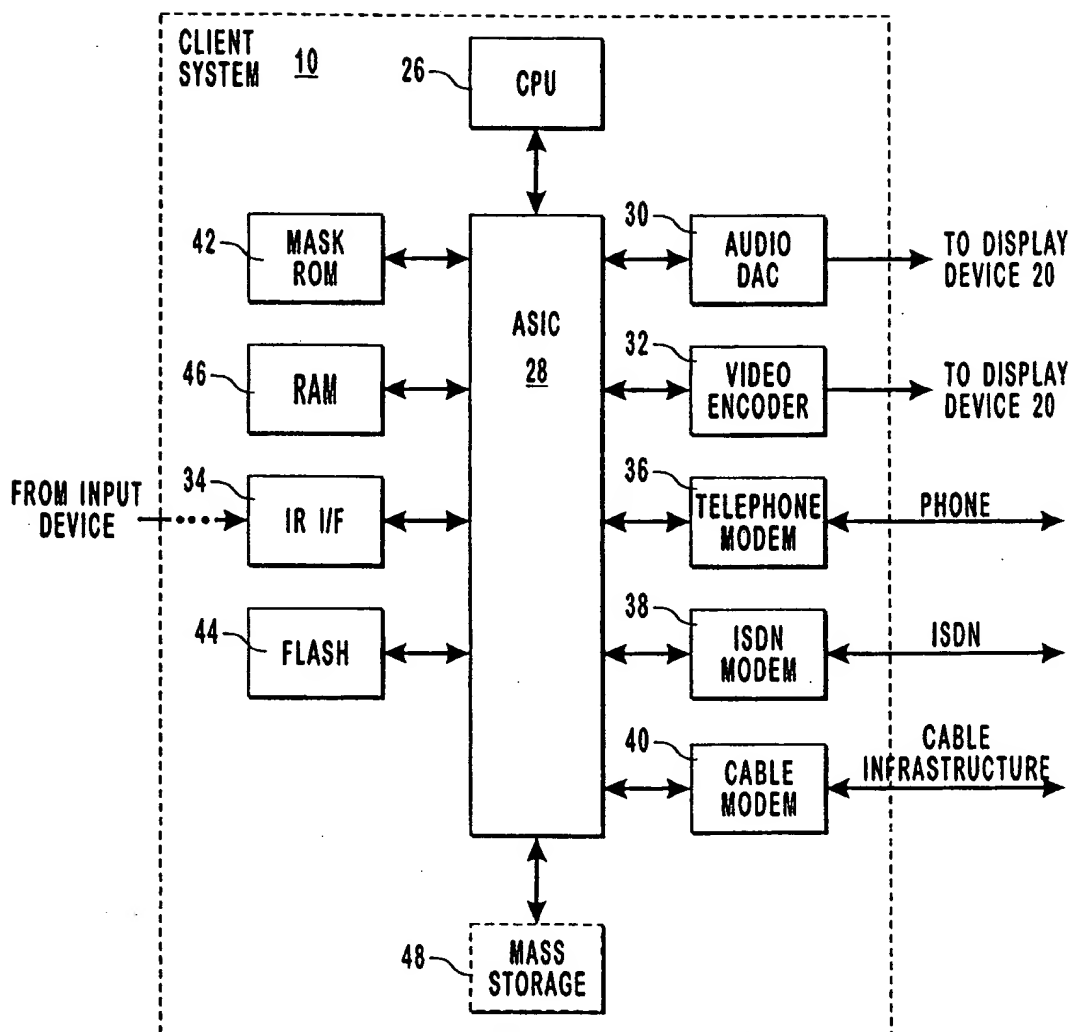 CLIENT
SYSTEM 10
26
CPU
42
MASK
ROM
30
AUDIO
DAC
TO DISPLAY
DEVICE 20
ASIC
28
46
RAM
32
VIDEO
ENCODER
TO DISPLAY
DEVICE 20
FROM INPUT
DEVICE
34
IR I/F
36
TELEPHONE
MODEM
PHONE
44
FLASH
38
ISDN
MODEM
ISDN
40
CABLE
MODEM
CABLE
INFRASTRUCTURE
48
MASS
STORAGE